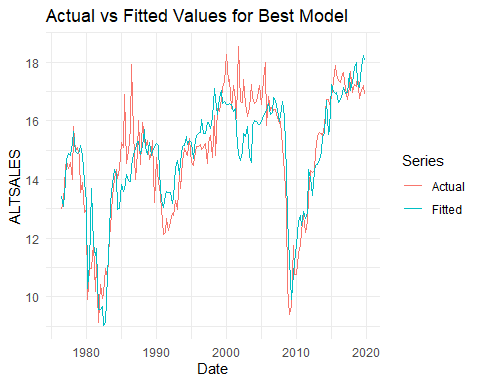 Actual vs Fitted Values for Best Model
ALTSALES
18
16
14
12
10
1980
1990
2000
2010
2020
Date
Series
Actual
Fitted